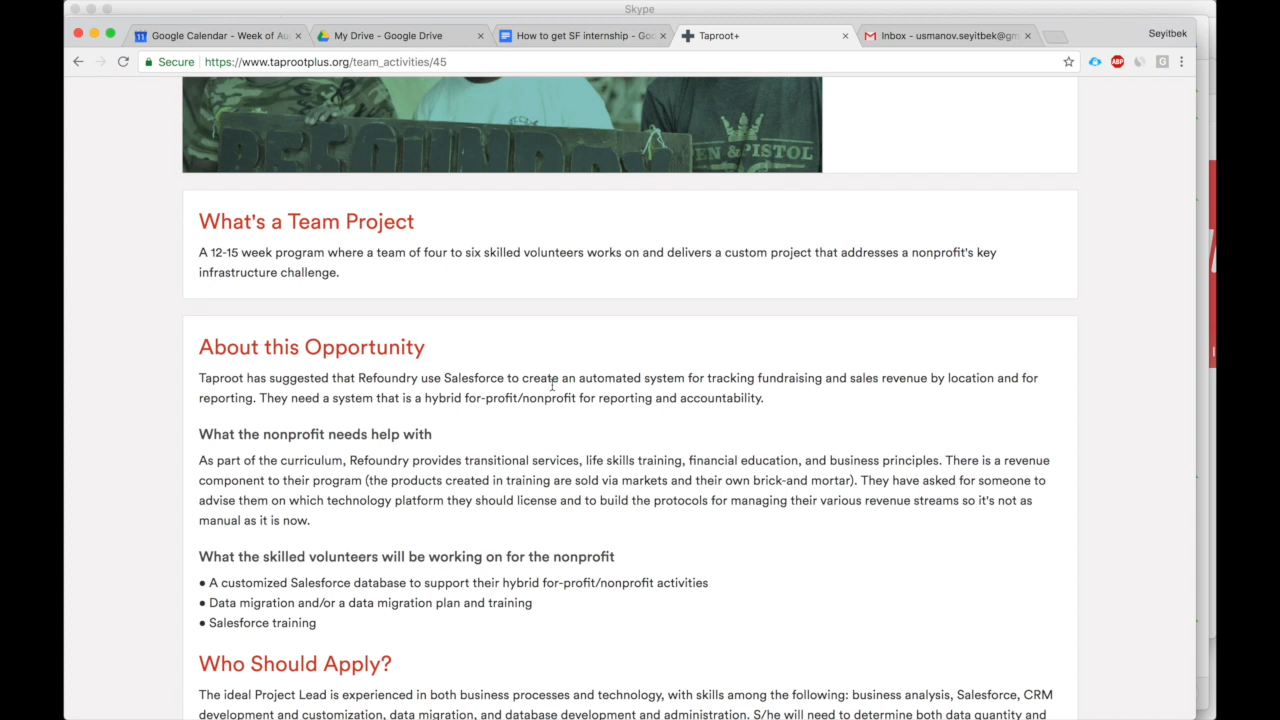 Skype
Google Calendar - Week of Au
My Drive - Google Drive
How to get SF internship - Goo
Taproot+
Inbox - usmanov.seyitbek@gm
Seyitbek
Secure
https://www.taprootplus.org/team_activities/45
ABP
REFOUNDRY
EN & PISTOL
What's a Team Project
A 12-15 week program where a team of four to six skilled volunteers works on and delivers a custom project that addresses a nonprofit's key
infrastructure challenge.
About this Opportunity
Taproot has suggested that Refoundry use Salesforce to create an automated system for tracking fundraising and sales revenue by location and for
reporting. They need a system that is a hybrid for-profit/nonprofit for reporting and accountability.
What the nonprofit needs help with
As part of the curriculum, Refoundry provides transitional services, life skills training, financial education, and business principles. There is a revenue
component to their program (the products created in training are sold via markets and their own brick-and mortar). They have asked for someone to
advise them on which technology platform they should license and to build the protocols for managing their various revenue streams so it's not as
manual as it is now.
What the skilled volunteers will be working on for the nonprofit
• A customized Salesforce database to support their hybrid for-profit/nonprofit activities
• Data migration and/or a data migration plan and training
• Salesforce training
Who Should Apply?
The ideal Project Lead is experienced in both business processes and technology, with skills among the following: business analysis, Salesforce, CRM
development and customization, data migration, and database development and administration. S/he will need to determine both data quantity and